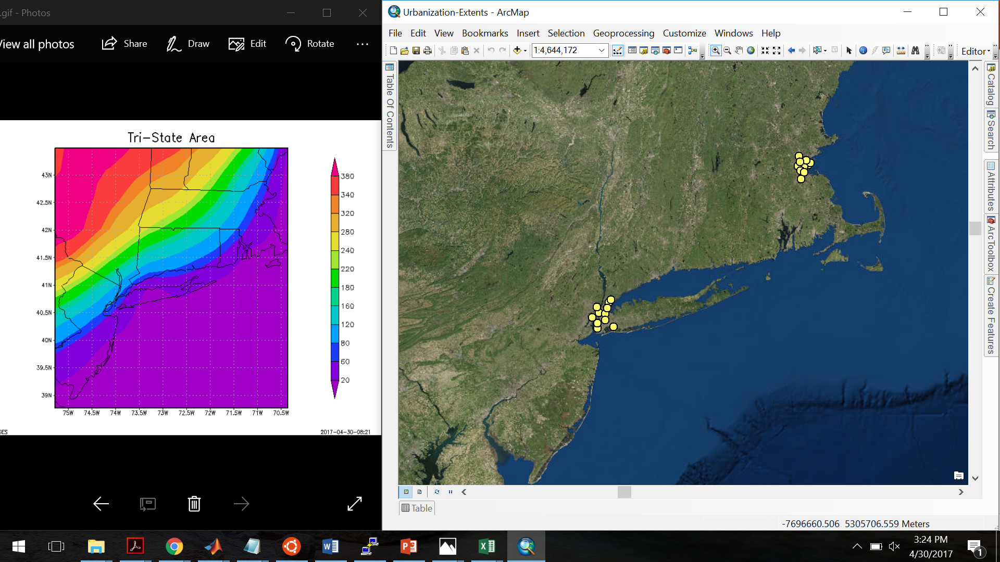 .gif - Photos
View all photos
Share
Draw
Edit
Rotate
Tri-State Area
43N
42.5N
42N
41.5N
41N
40.5N
40N
39.5N
39N
75W 74.5W 74W 73.5W 73W 72.5W 72W 71.5W 71W 70.5W
380
340
320
280
240
220
180
160
120
80
60
20
GES
2017-04-30-08:21
Urbanization-Extents - ArcMap
File Edit View Bookmarks Insert Selection Geoprocessing Customize Windows Help
1:4,644,172
Editor
Table Of Contents
Catalog
Search
Attributes
ArcToolbox
Create Features
Table
-7696660.506 5305706.559 Meters
3:24 PM
4/30/2017
1